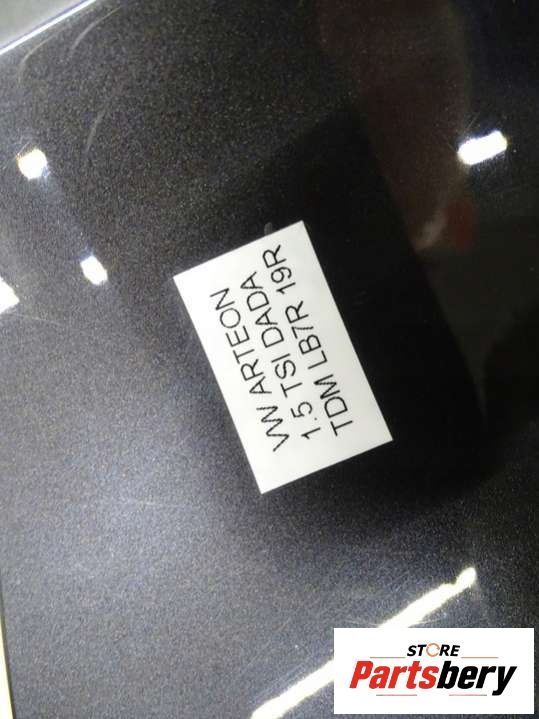 VW ARTEON
1.5 TSI DADA
TDM LB7R 19R
STORE
Partsbery